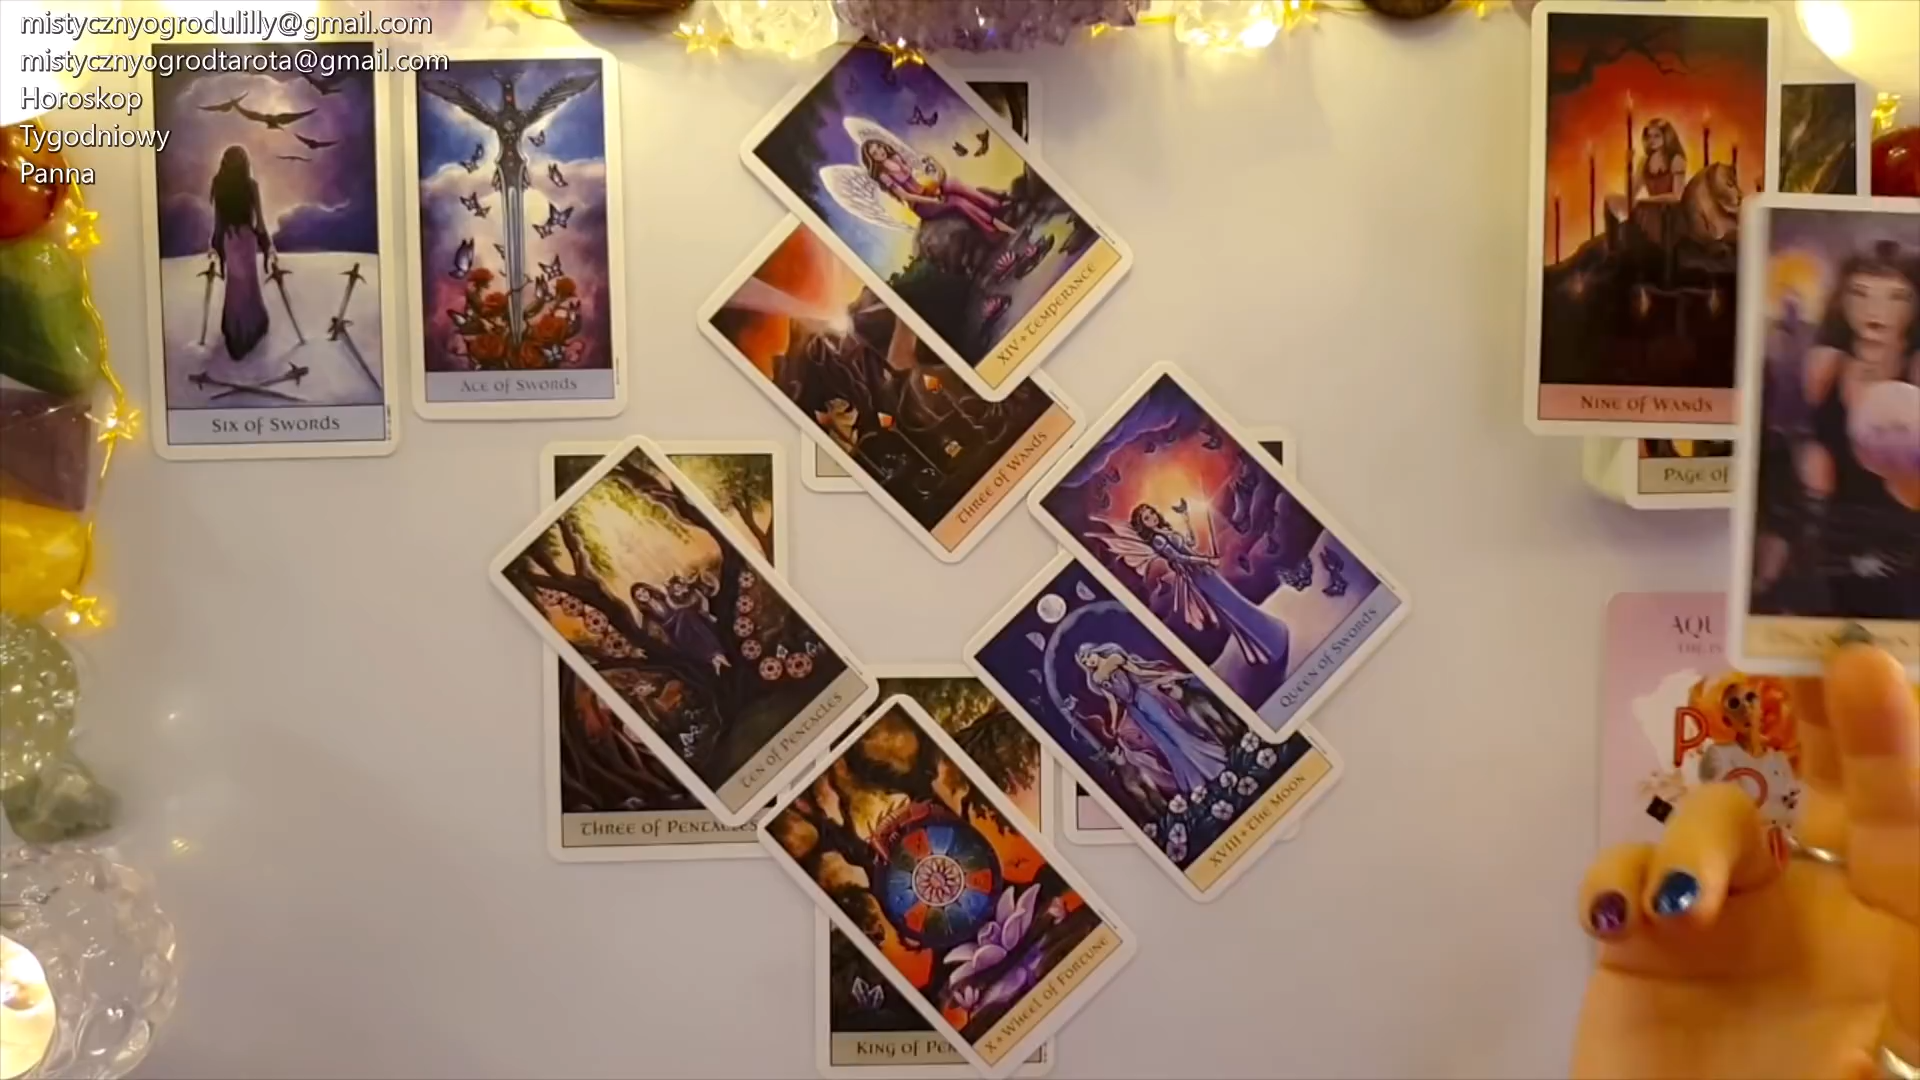 mistycznyogrodulilly@gmail.com
mistycznyogrodtarota@gmail.com
Horoskop
Tygodniowy
Panna
Six of Swords
Ace of Swords
XIV Temperance
Three of Wands
Nine of Wands
Page of
Queen of Swords
XVIII The Moon
Ten of Pentacles
Three of Pentacles
X Wheel of Fortune
King of Pen
AQU